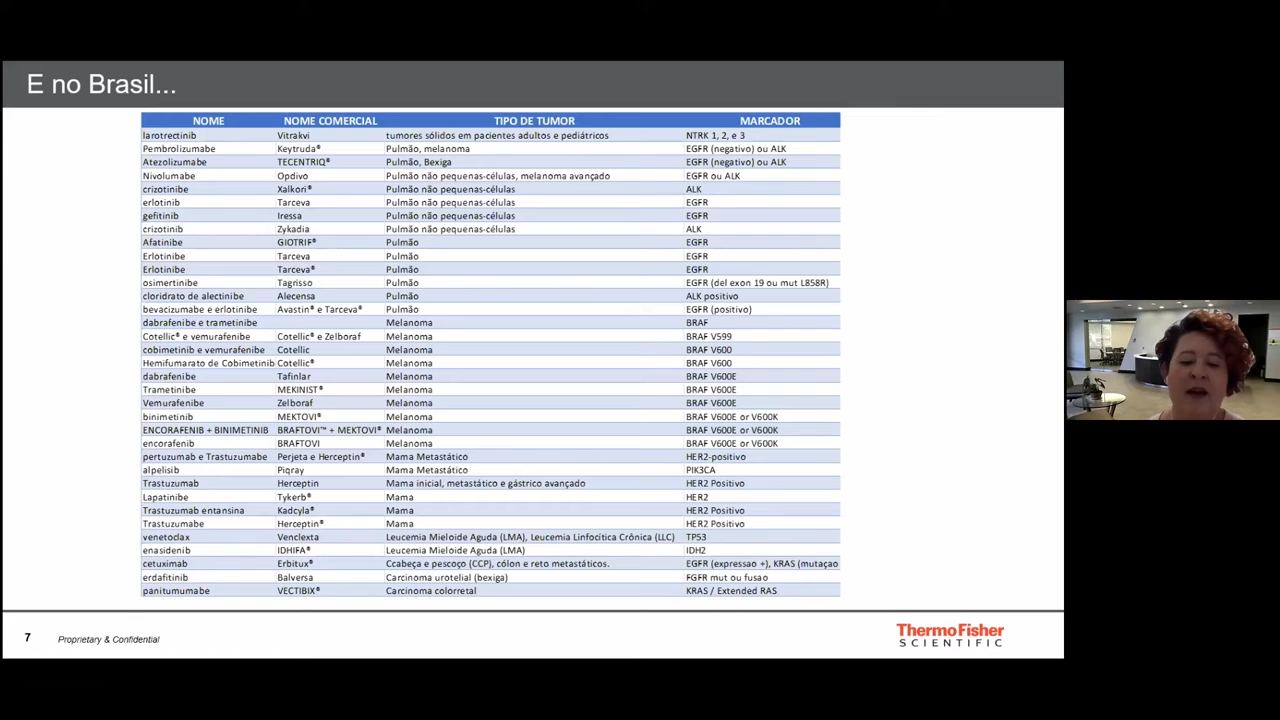 E no Brasil...
NOME NOME COMERCIAL TIPO DE TUMOR MARCADOR
larotrectinib Vitrakvi tumores sólidos em pacientes adultos e pediátricos NTRK 1, 2, e 3
Pembrolizumabe Keytruda® Pulmão, melanoma EGFR (negativo) ou ALK
Atezolizumabe TECENTRIQ® Pulmão, Bexiga EGFR (negativo) ou ALK
Nivolumabe Opdivo Pulmão não pequenas-células, melanoma avançado EGFR ou ALK
crizotinibe Xalkori® Pulmão não pequenas-células ALK
erlotinib Tarceva Pulmão não pequenas-células EGFR
gefitinib Iressa Pulmão não pequenas-células EGFR
crizotinib Zykadia Pulmão não pequenas-células ALK
Afatinibe GIOTRIF® Pulmão EGFR
Erlotinibe Tarceva Pulmão EGFR
Erlotinibe Tarceva® Pulmão EGFR
osimertinibe Tagrisso Pulmão EGFR (del exon 19 ou mut L858R)
cloridrato de alectinibe Alecensa Pulmão ALK positivo
bevacizumabe e erlotinibe Avastin® e Tarceva® Pulmão EGFR (positivo)
dabrafenibe e trametinibe Melanoma BRAF
Cotellic® e vemurafenibe Cotellic® e Zelboraf Melanoma BRAF V599
cobimetinib e vemurafenibe Cotellic Melanoma BRAF V600
Hemifumarato de Cobimetinib Cotellic® Melanoma BRAF V600
dabrafenibe Tafinlar Melanoma BRAF V600E
Trametinibe MEKINIST® Melanoma BRAF V600E
Vemurafenibe Zelboraf Melanoma BRAF V600E
binimetinib MEKTOVI® Melanoma BRAF V600E or V600K
ENCORAFENIB + BINIMETINIB BRAFTOVI™ + MEKTOVI® Melanoma BRAF V600E or V600K
encorafenib BRAFTOVI Melanoma BRAF V600E or V600K
pertuzumab e Trastuzumabe Perjeta e Herceptin® Mama Metastático HER2-positivo
alpelisib Piqray Mama Metastático PIK3CA
Trastuzumab Herceptin Mama inicial, metastático e gástrico avançado HER2 Positivo
Lapatinibe Tykerb® Mama HER2
Trastuzumab entansina Kadcyla® Mama HER2 Positivo
Trastuzumabe Herceptin® Mama HER2 Positivo
venetoclax Venclexta Leucemia Mieloide Aguda (LMA), Leucemia Linfocítica Crônica (LLC) TP53
enasidenib IDHIFA® Leucemia Mieloide Aguda (LMA) IDH2
cetuximab Erbitux® Ccabeça e pescoço (CCP), cólon e reto metastáticos. EGFR (expressao +), KRAS (mutaçao
erdafitinib Balversa Carcinoma urotelial (bexiga) FGFR mut ou fusao
panitumumabe VECTIBIX® Carcinoma colorretal KRAS / Extended RAS
7 Proprietary & Confidential
ThermoFisher
SCIENTIFIC